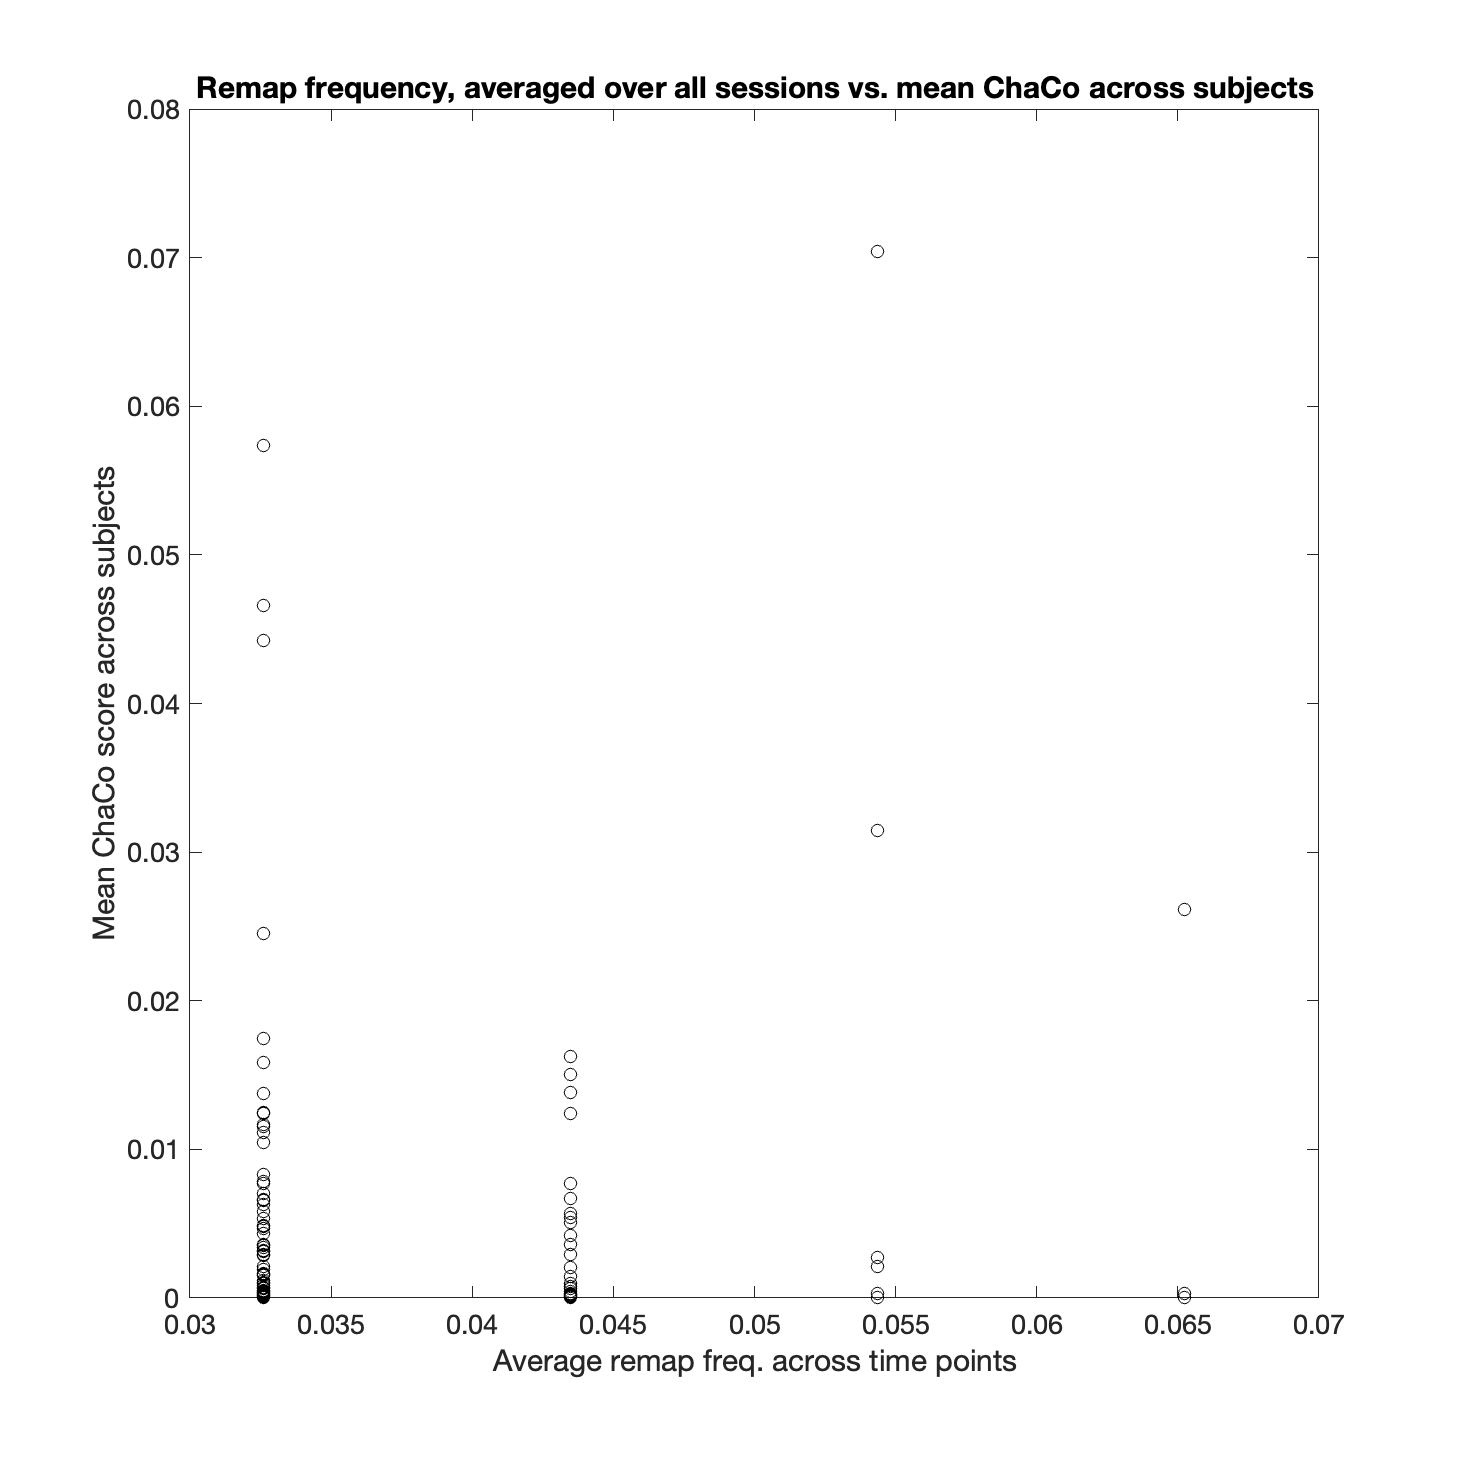 Remap frequency, averaged over all sessions vs. mean ChaCo across subjects
0.08
0.07
0.06
0.05
0.04
0.03
0.02
0.01
0
Mean ChaCo score across subjects
0.03 0.035 0.04 0.045 0.05 0.055 0.06 0.065 0.07
Average remap freq. across time points